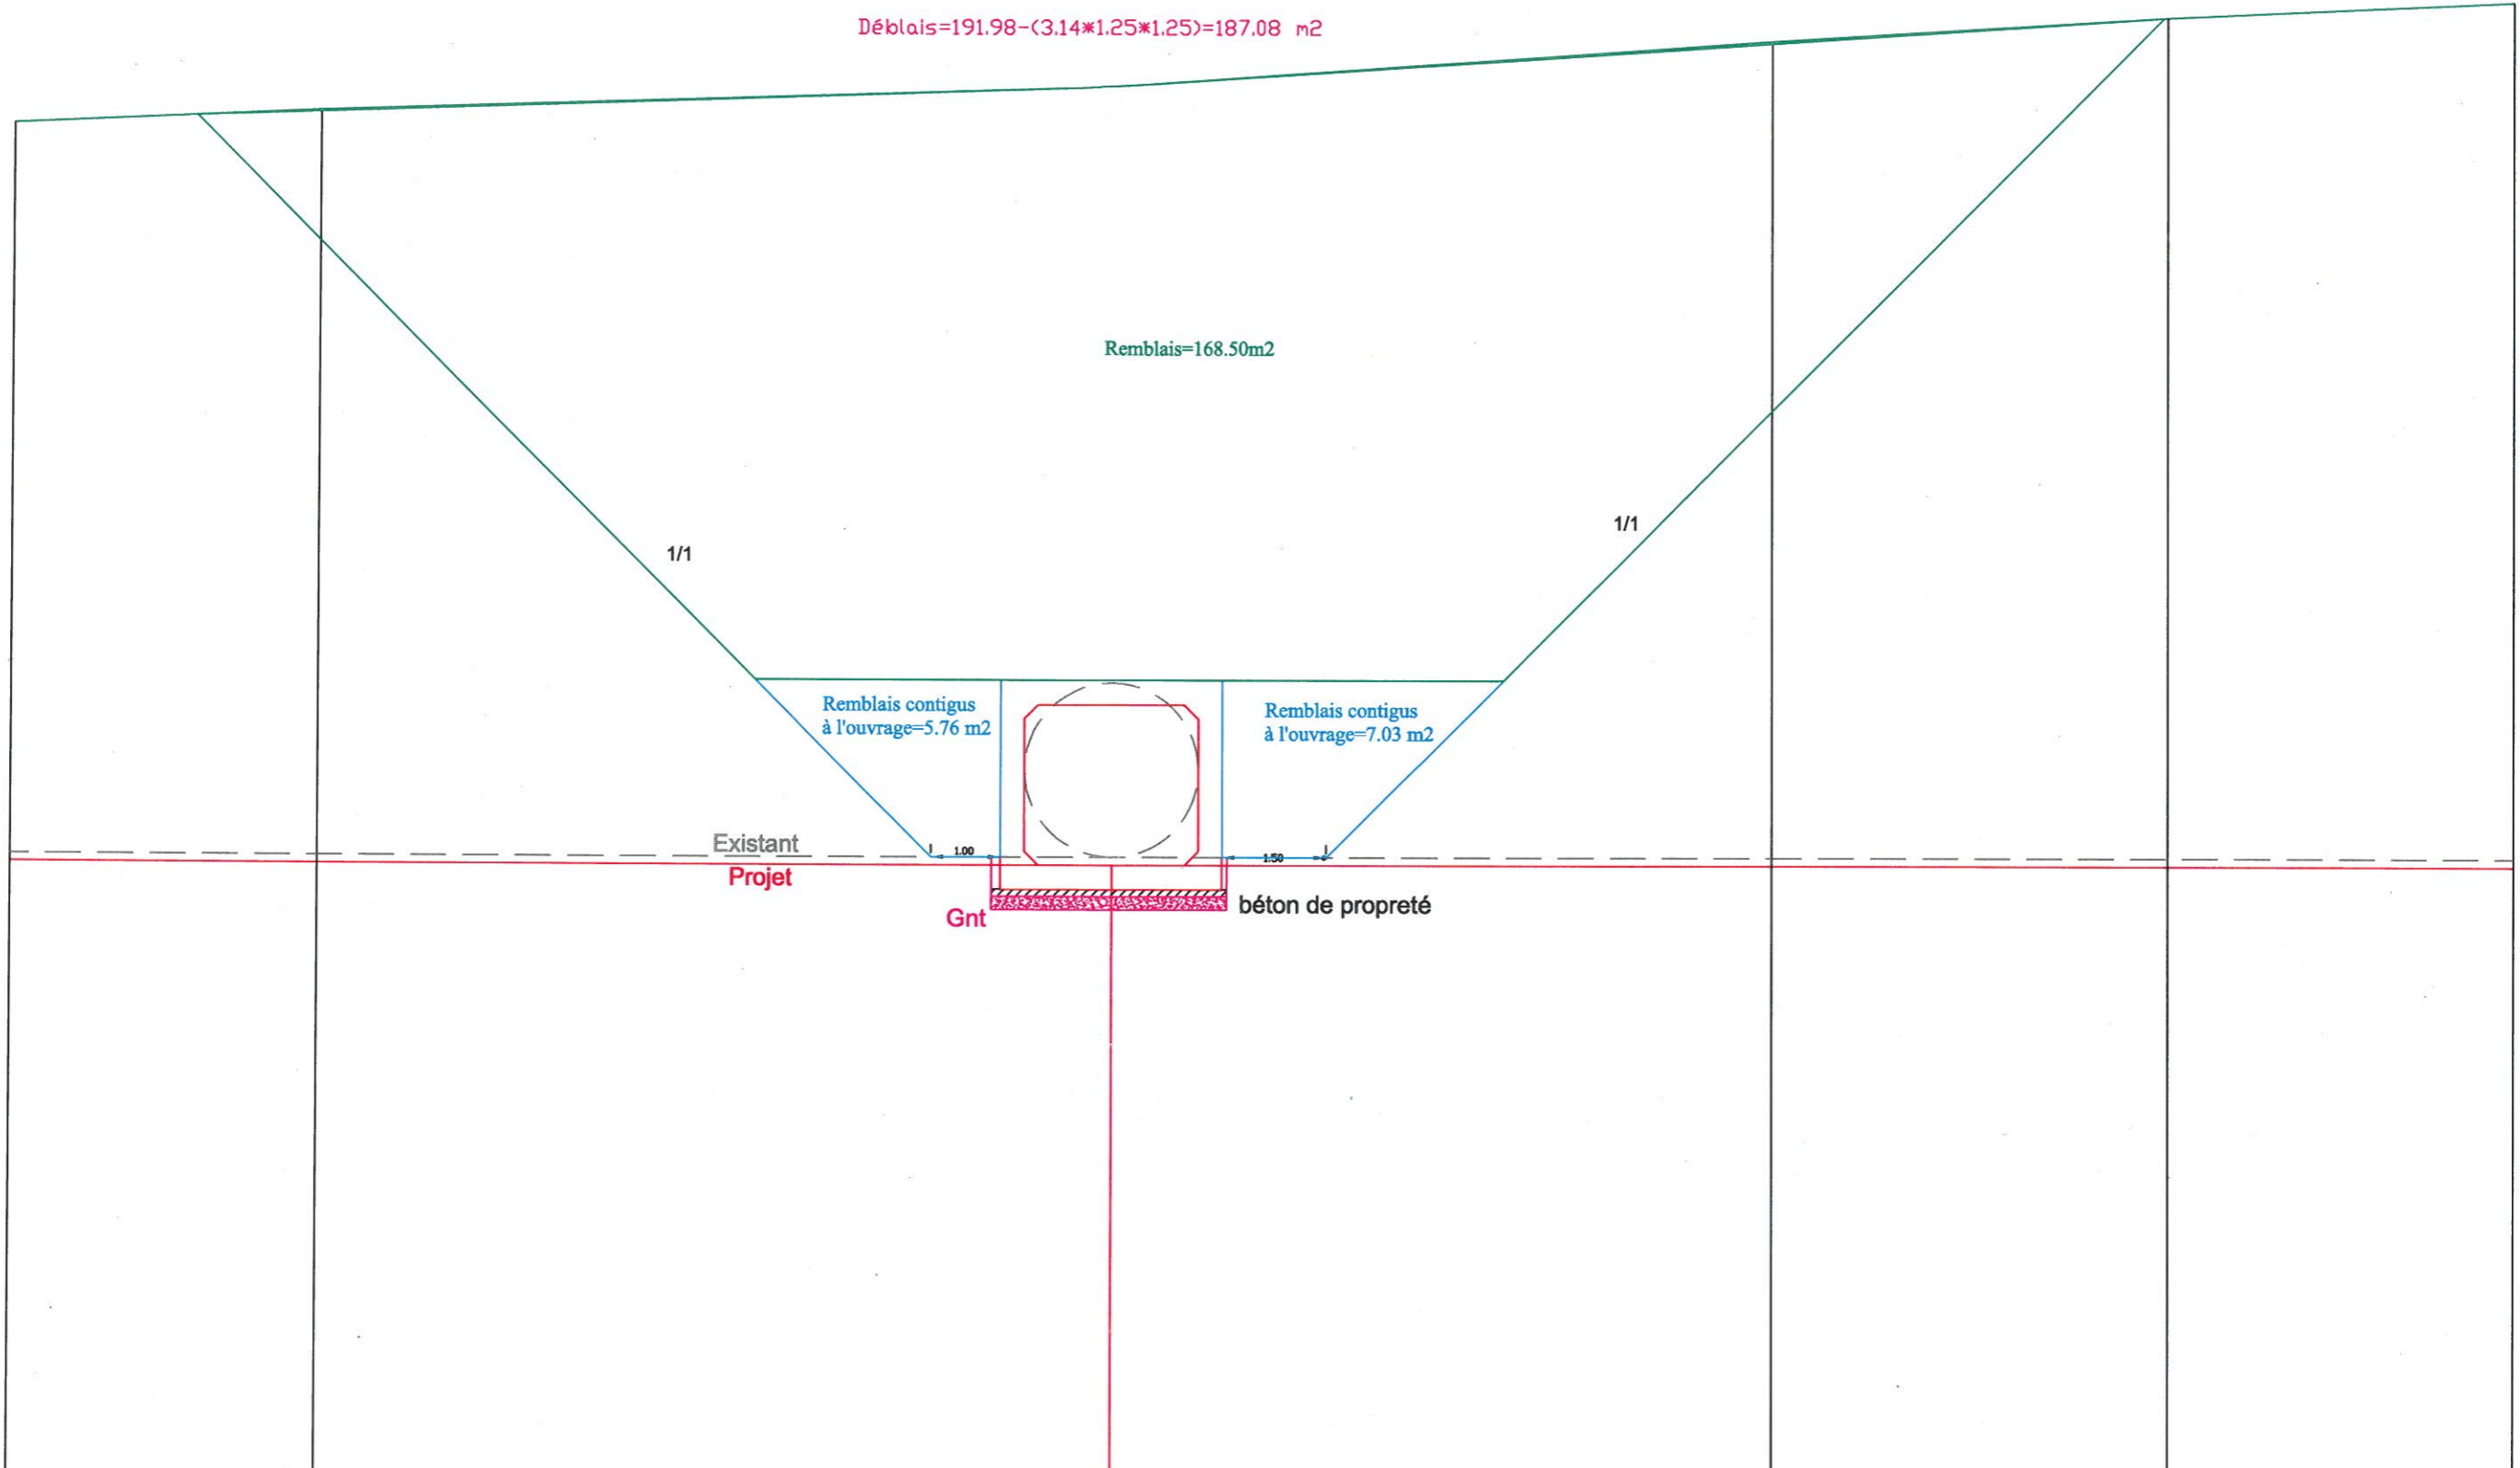 Déblais=191.98-(3.14*1.25*1.25)=187.08 m2
Remblais=168.50m2
1/1
1/1
Remblais contigus
à l'ouvrage=5.76 m2
Remblais contigus
à l'ouvrage=7.03 m2
Existant
1.00
1.50
Projet
Gnt
béton de propreté